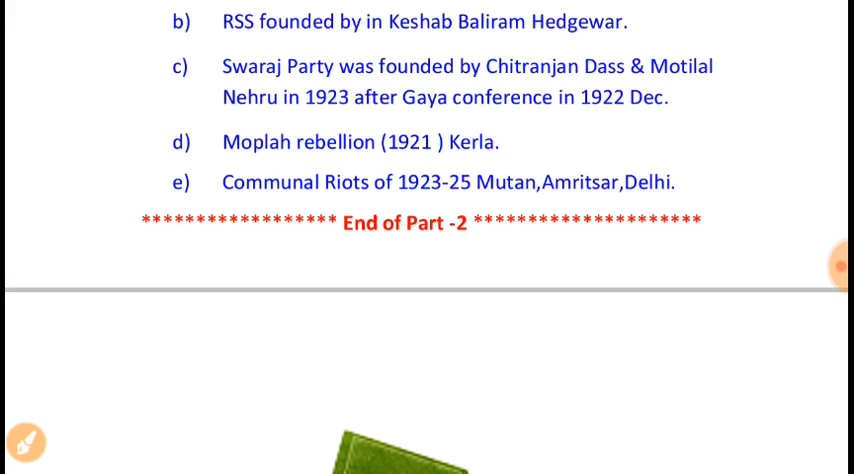 b) RSS founded by in Keshab Baliram Hedgewar.
c) Swaraj Party was founded by Chitranjan Dass & Motilal
Nehru in 1923 after Gaya conference in 1922 Dec.
d) Moplah rebellion (1921 ) Kerla.
e) Communal Riots of 1923-25 Mutan,Amritsar,Delhi.
****************** End of Part -2 *********************